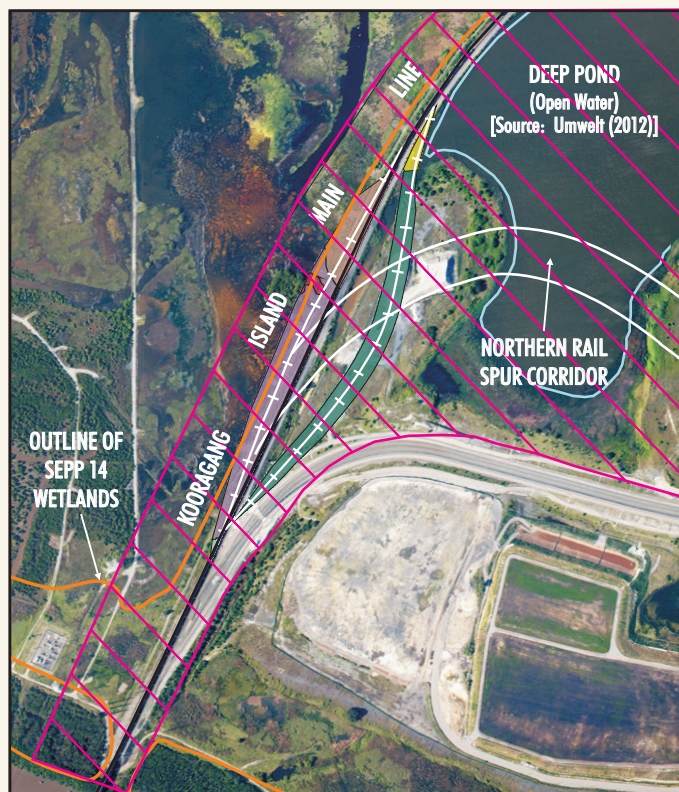 DEEP POND
(Open Water)
[Source: Umwelt (2012)]
LINE
MAIN
ISLAND
KOORAGANG
NORTHERN RAIL
SPUR CORRIDOR
OUTLINE OF
SEPP 14
WETLANDS